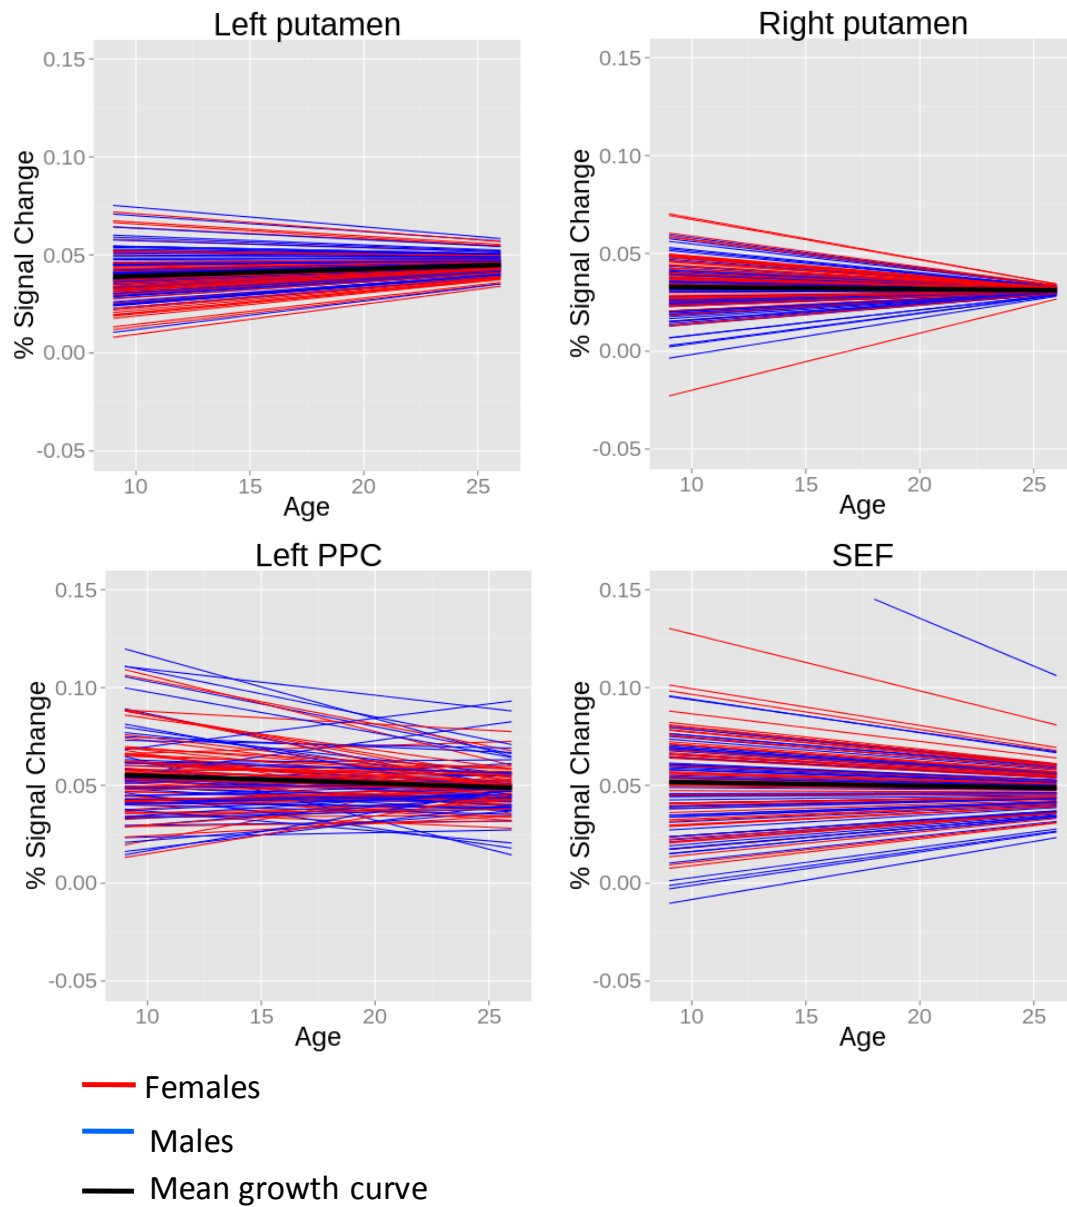 Left putamen
0.15
0.10
0.05
0.00
-0.05
% Signal Change
10 15 20 25
Age
Right putamen
0.15
0.10
0.05
0.00
-0.05
% Signal Change
10 15 20 25
Age
Left PPC
0.15
0.10
0.05
0.00
-0.05
% Signal Change
10 15 20 25
Age
SEF
0.15
0.10
0.05
0.00
-0.05
% Signal Change
10 15 20 25
Age
Females
Males
Mean growth curve